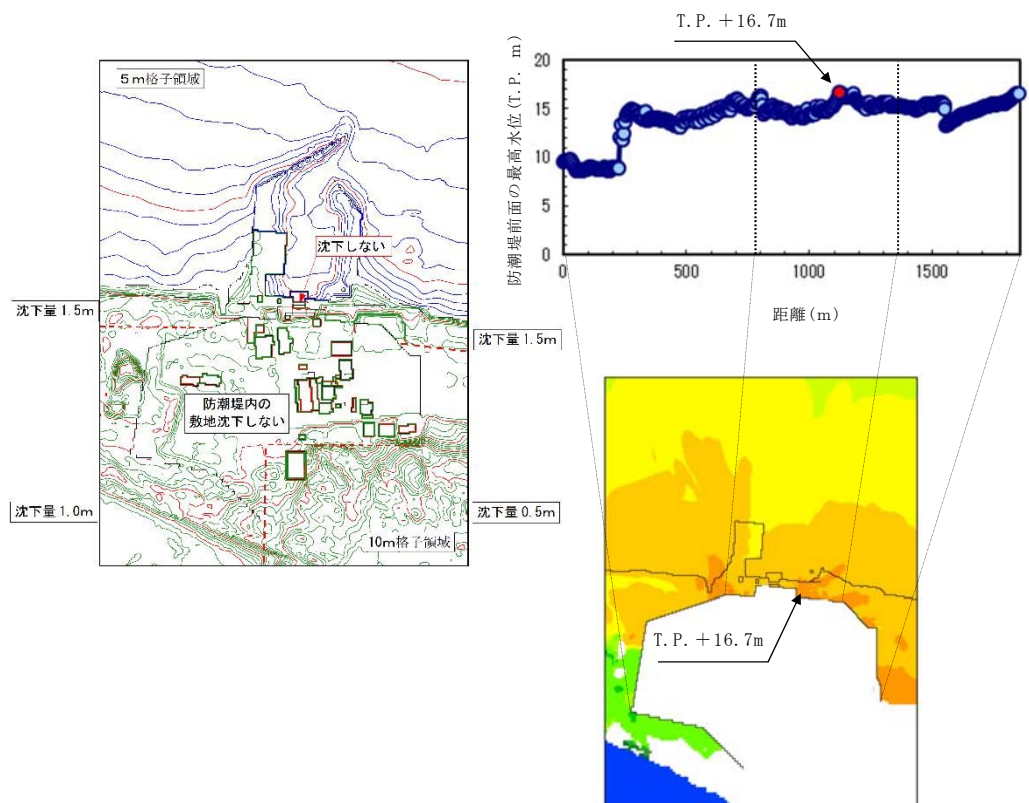 5m格子領域
沈下しない
沈下量1.5m
沈下量1.5m
防潮堤内の
敷地沈下しない
沈下量1.0m
沈下量0.5m
10m格子領域
T.P.+16.7m
防潮堤前面の最高水位(T.P. m)
20
15
10
5
0
0
500
1000
1500
距離(m)
T.P.+16.7m